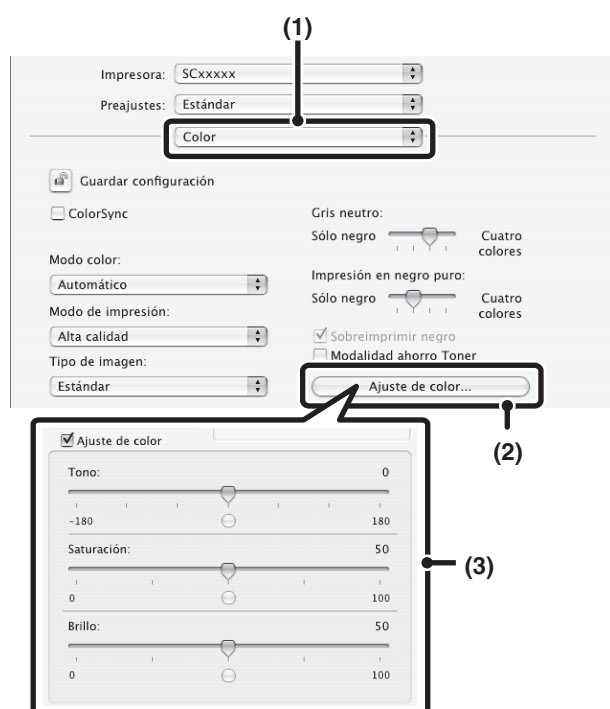 (1)
Impresora: SCxxxxx
Preajustes: Estándar
Color
Guardar configuración
ColorSync
Modo color:
Automático
Modo de impresión:
Alta calidad
Tipo de imagen:
Estándar
Gris neutro:
Sólo negro Cuatro colores
Impresión en negro puro:
Sólo negro Cuatro colores
Sobreimprimir negro
Modalidad ahorro Toner
Ajuste de color...
(2)
Ajuste de color
Tono: 0
-180 180
Saturación: 50
0 100
Brillo: 50
0 100
(3)